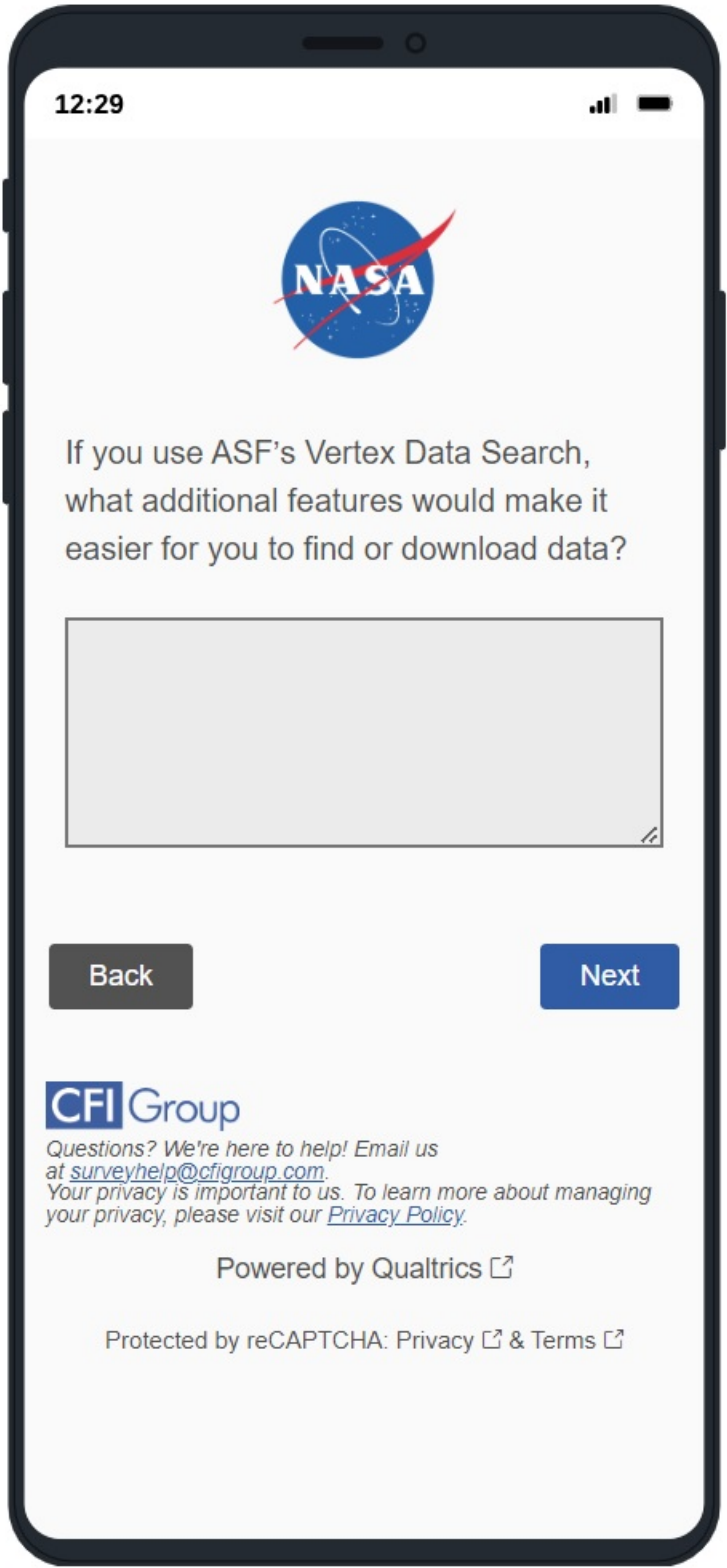 12:29
NASA
If you use ASF's Vertex Data Search,
what additional features would make it
easier for you to find or download data?
Back
Next
CFI Group
Questions? We're here to help! Email us
at surveyhelp@cfigroup.com.
Your privacy is important to us. To learn more about managing
your privacy, please visit our Privacy Policy.
Powered by Qualtrics
Protected by reCAPTCHA: Privacy & Terms